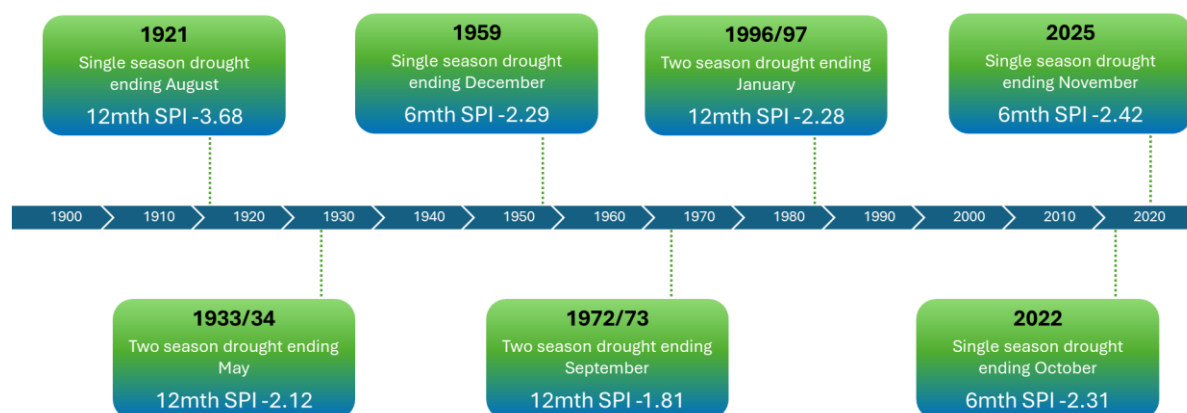 1921
Single season drought
ending August
12mth SPI -3.68
1959
Single season drought
ending December
6mth SPI -2.29
1996/97
Two season drought ending
January
12mth SPI -2.28
2025
Single season drought
ending November
6mth SPI -2.42
1900
1910
1920
1930
1940
1950
1960
1970
1980
1990
2000
2010
2020
1933/34
Two season drought ending
May
12mth SPI -2.12
1972/73
Two season drought ending
September
12mth SPI -1.81
2022
Single season drought
ending October
6mth SPI -2.31